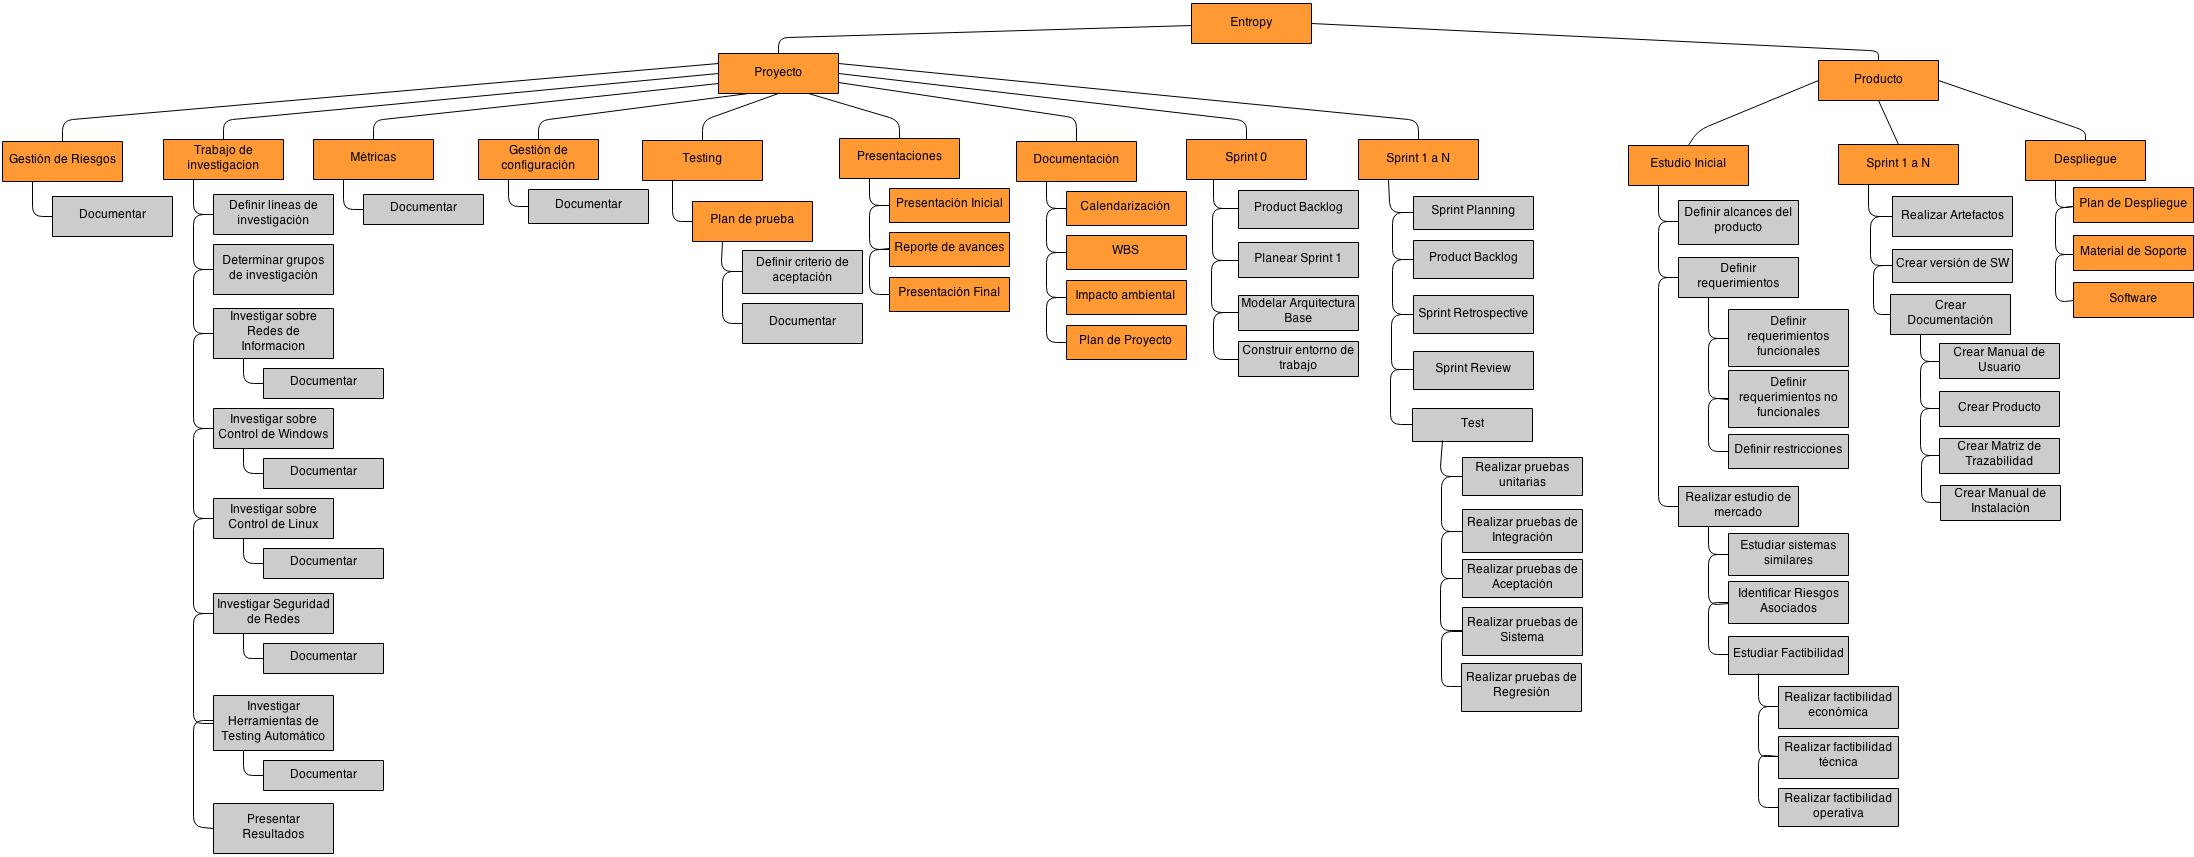 Entropy
Proyecto
Producto
Gestión de Riesgos
Documentar
Trabajo de
investigacion
Definir lineas de
investigación
Determinar grupos
de investigación
Investigar sobre
Redes de
Informacion
Documentar
Investigar sobre
Control de Windows
Documentar
Investigar sobre
Control de Linux
Documentar
Investigar Seguridad
de Redes
Documentar
Investigar
Herramientas de
Testing Automático
Documentar
Presentar
Resultados
Métricas
Documentar
Gestión de
configuración
Documentar
Testing
Plan de prueba
Definir criterio de
aceptación
Documentar
Presentaciones
Presentación Inicial
Reporte de avances
Presentación Final
Documentación
Calendarización
WBS
Impacto ambiental
Plan de Proyecto
Sprint 0
Product Backlog
Planear Sprint 1
Modelar Arquitectura
Base
Construir entorno de
trabajo
Sprint 1 a N
Sprint Planning
Product Backlog
Sprint Retrospective
Sprint Review
Test
Realizar pruebas
unitarias
Realizar pruebas de
Integración
Realizar pruebas de
Aceptación
Realizar pruebas de
Sistema
Realizar pruebas de
Regresión
Estudio Inicial
Definir alcances del
producto
Definir
requerimientos
Definir
requerimientos
funcionales
Definir
requerimientos no
funcionales
Definir restricciones
Realizar estudio de
mercado
Estudiar sistemas
similares
Identificar Riesgos
Asociados
Estudiar Factibilidad
Realizar factibilidad
económica
Realizar factibilidad
técnica
Realizar factibilidad
operativa
Sprint 1 a N
Realizar Artefactos
Crear versión de SW
Crear
Documentación
Crear Manual de
Usuario
Crear Producto
Crear Matriz de
Trazabilidad
Crear Manual de
Instalación
Despliegue
Plan de Despliegue
Material de Soporte
Software